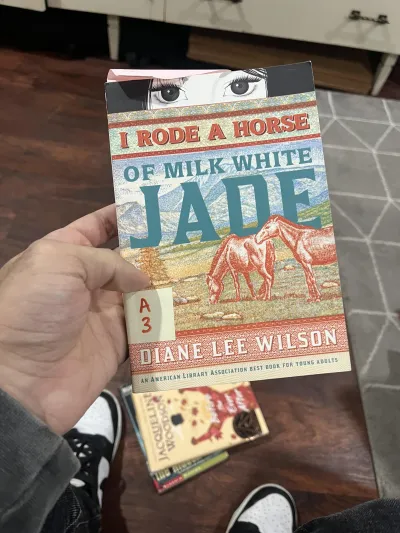 I RODE A HORSE
OF MILK WHITE
JADE
A
3
DIANE LEE WILSON
AN AMERICAN LIBRARY ASSOCIATION BEST BOOK FOR YOUNG ADULTS
JACQUELINE
WOODSON